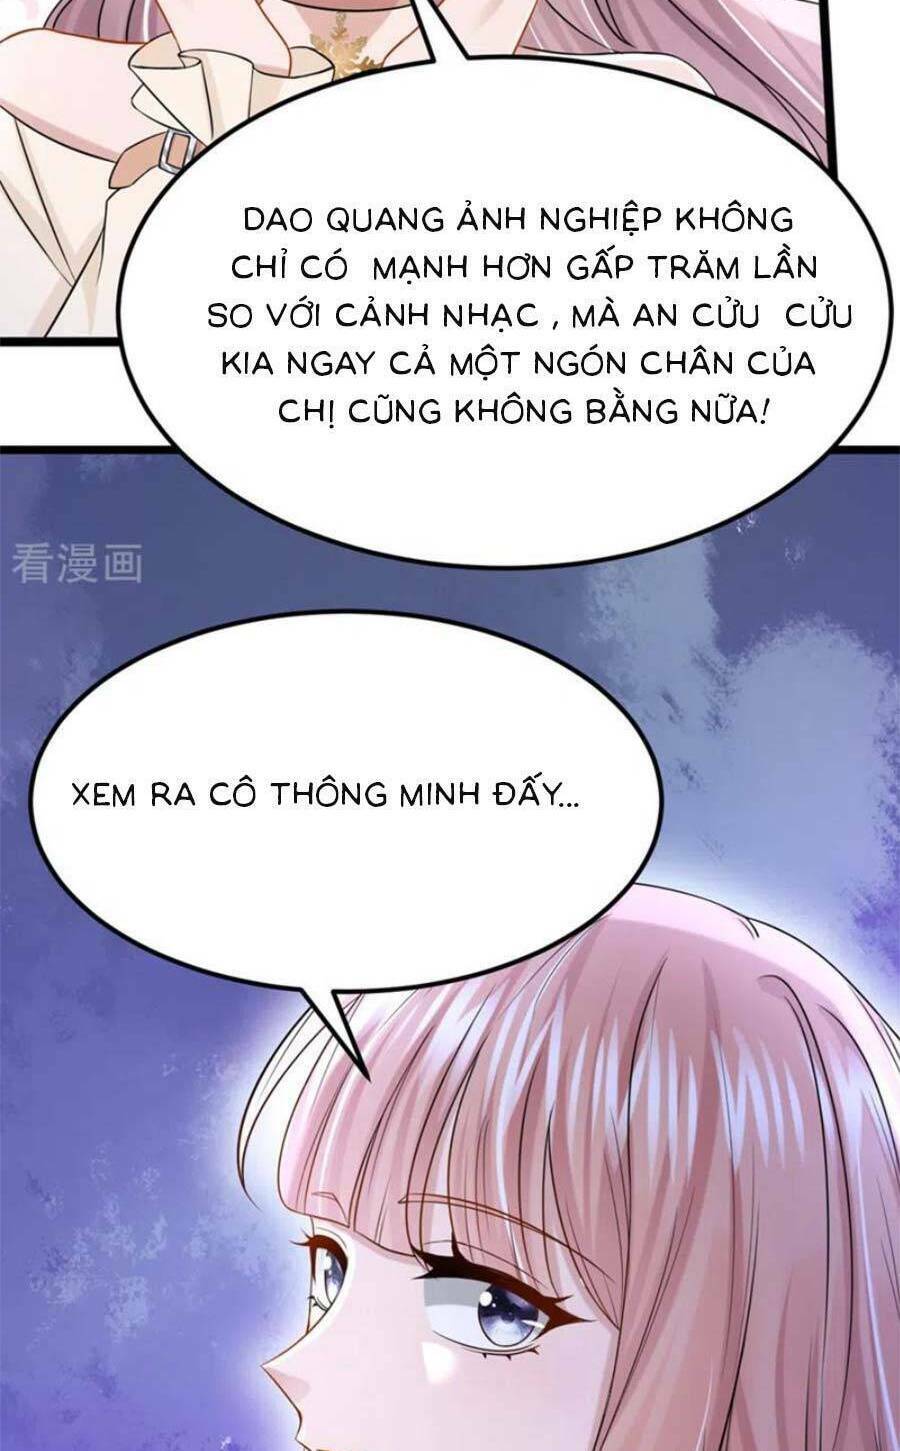 DAO QUANG ẢNH NGHIỆP KHÔNG
CHỈ CÓ MẠNH HƠN GẤP TRĂM LẦN
SO VỚI CẢNH NHẠC , MÀ AN CỬU CỬU
KIA NGAY CẢ MỘT NGÓN CHÂN CỦA
CHỊ CŨNG KHÔNG BẰNG NỮA!
看漫画
XEM RA CÔ THÔNG MINH ĐẤY...